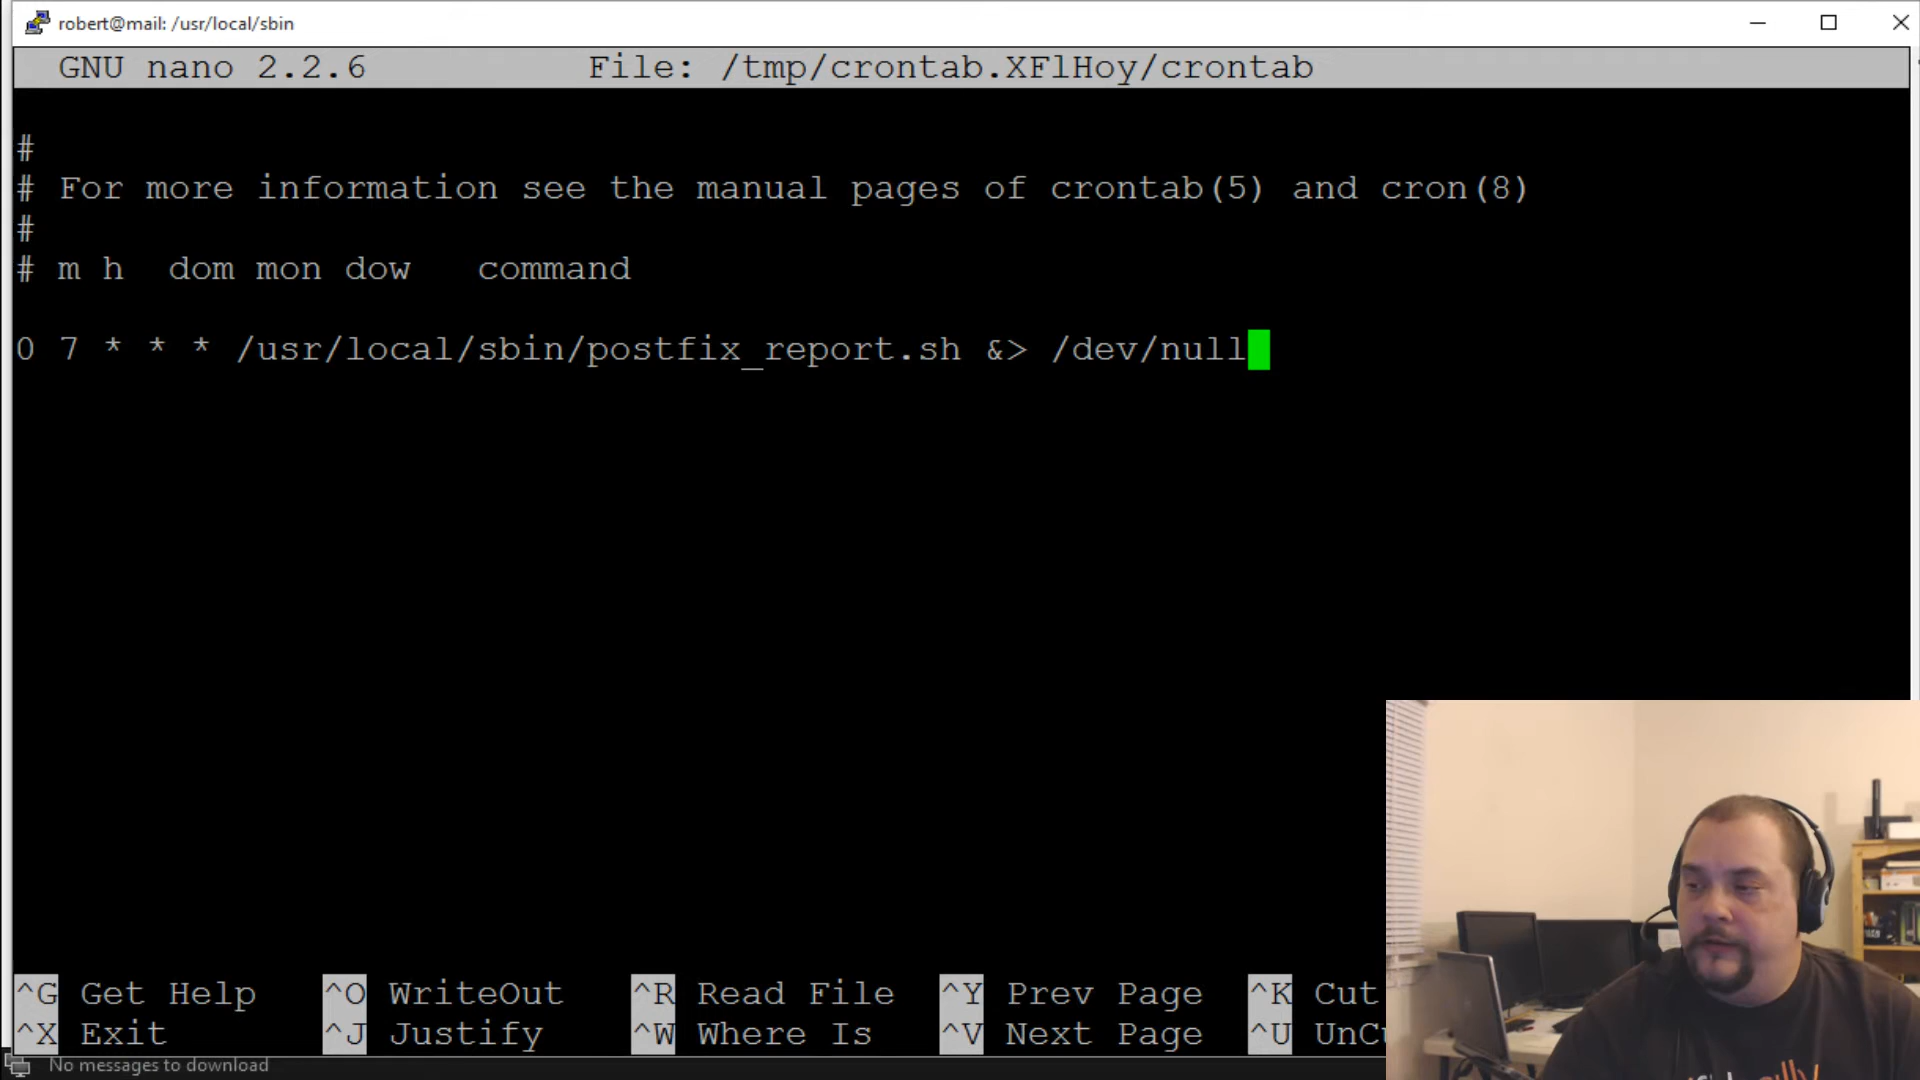 robert@mail: /usr/local/sbin
GNU nano 2.2.6 File: /tmp/crontab.XFlHoy/crontab
#
# For more information see the manual pages of crontab(5) and cron(8)
#
# m h  dom mon dow   command
0 7 * * * /usr/local/sbin/postfix_report.sh &> /dev/null
^G Get Help ^O WriteOut ^R Read File ^Y Prev Page ^K Cut
^X Exit ^J Justify ^W Where Is ^V Next Page ^U UnCu
No messages to download